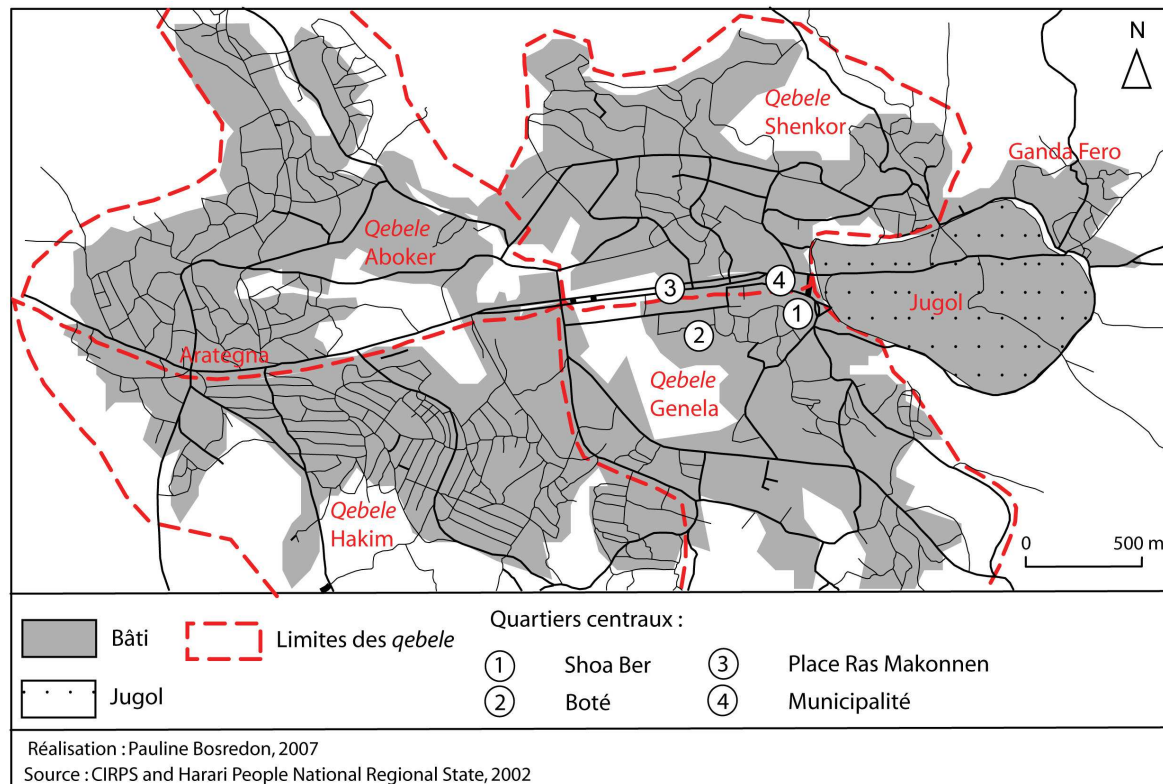 N
Qebele
Shenkor
Ganda Fero
Qebele
Aboker
3
4
1
Jugol
2
Arategna
Qebele
Genela
Qebele
Hakim
0 500 m
Bâti
Limites des qebele
Jugol
Quartiers centraux :
1 Shoa Ber
2 Boté
3 Place Ras Makonnen
4 Municipalité
Réalisation : Pauline Bosredon, 2007
Source : CIRPS and Harari People National Regional State, 2002